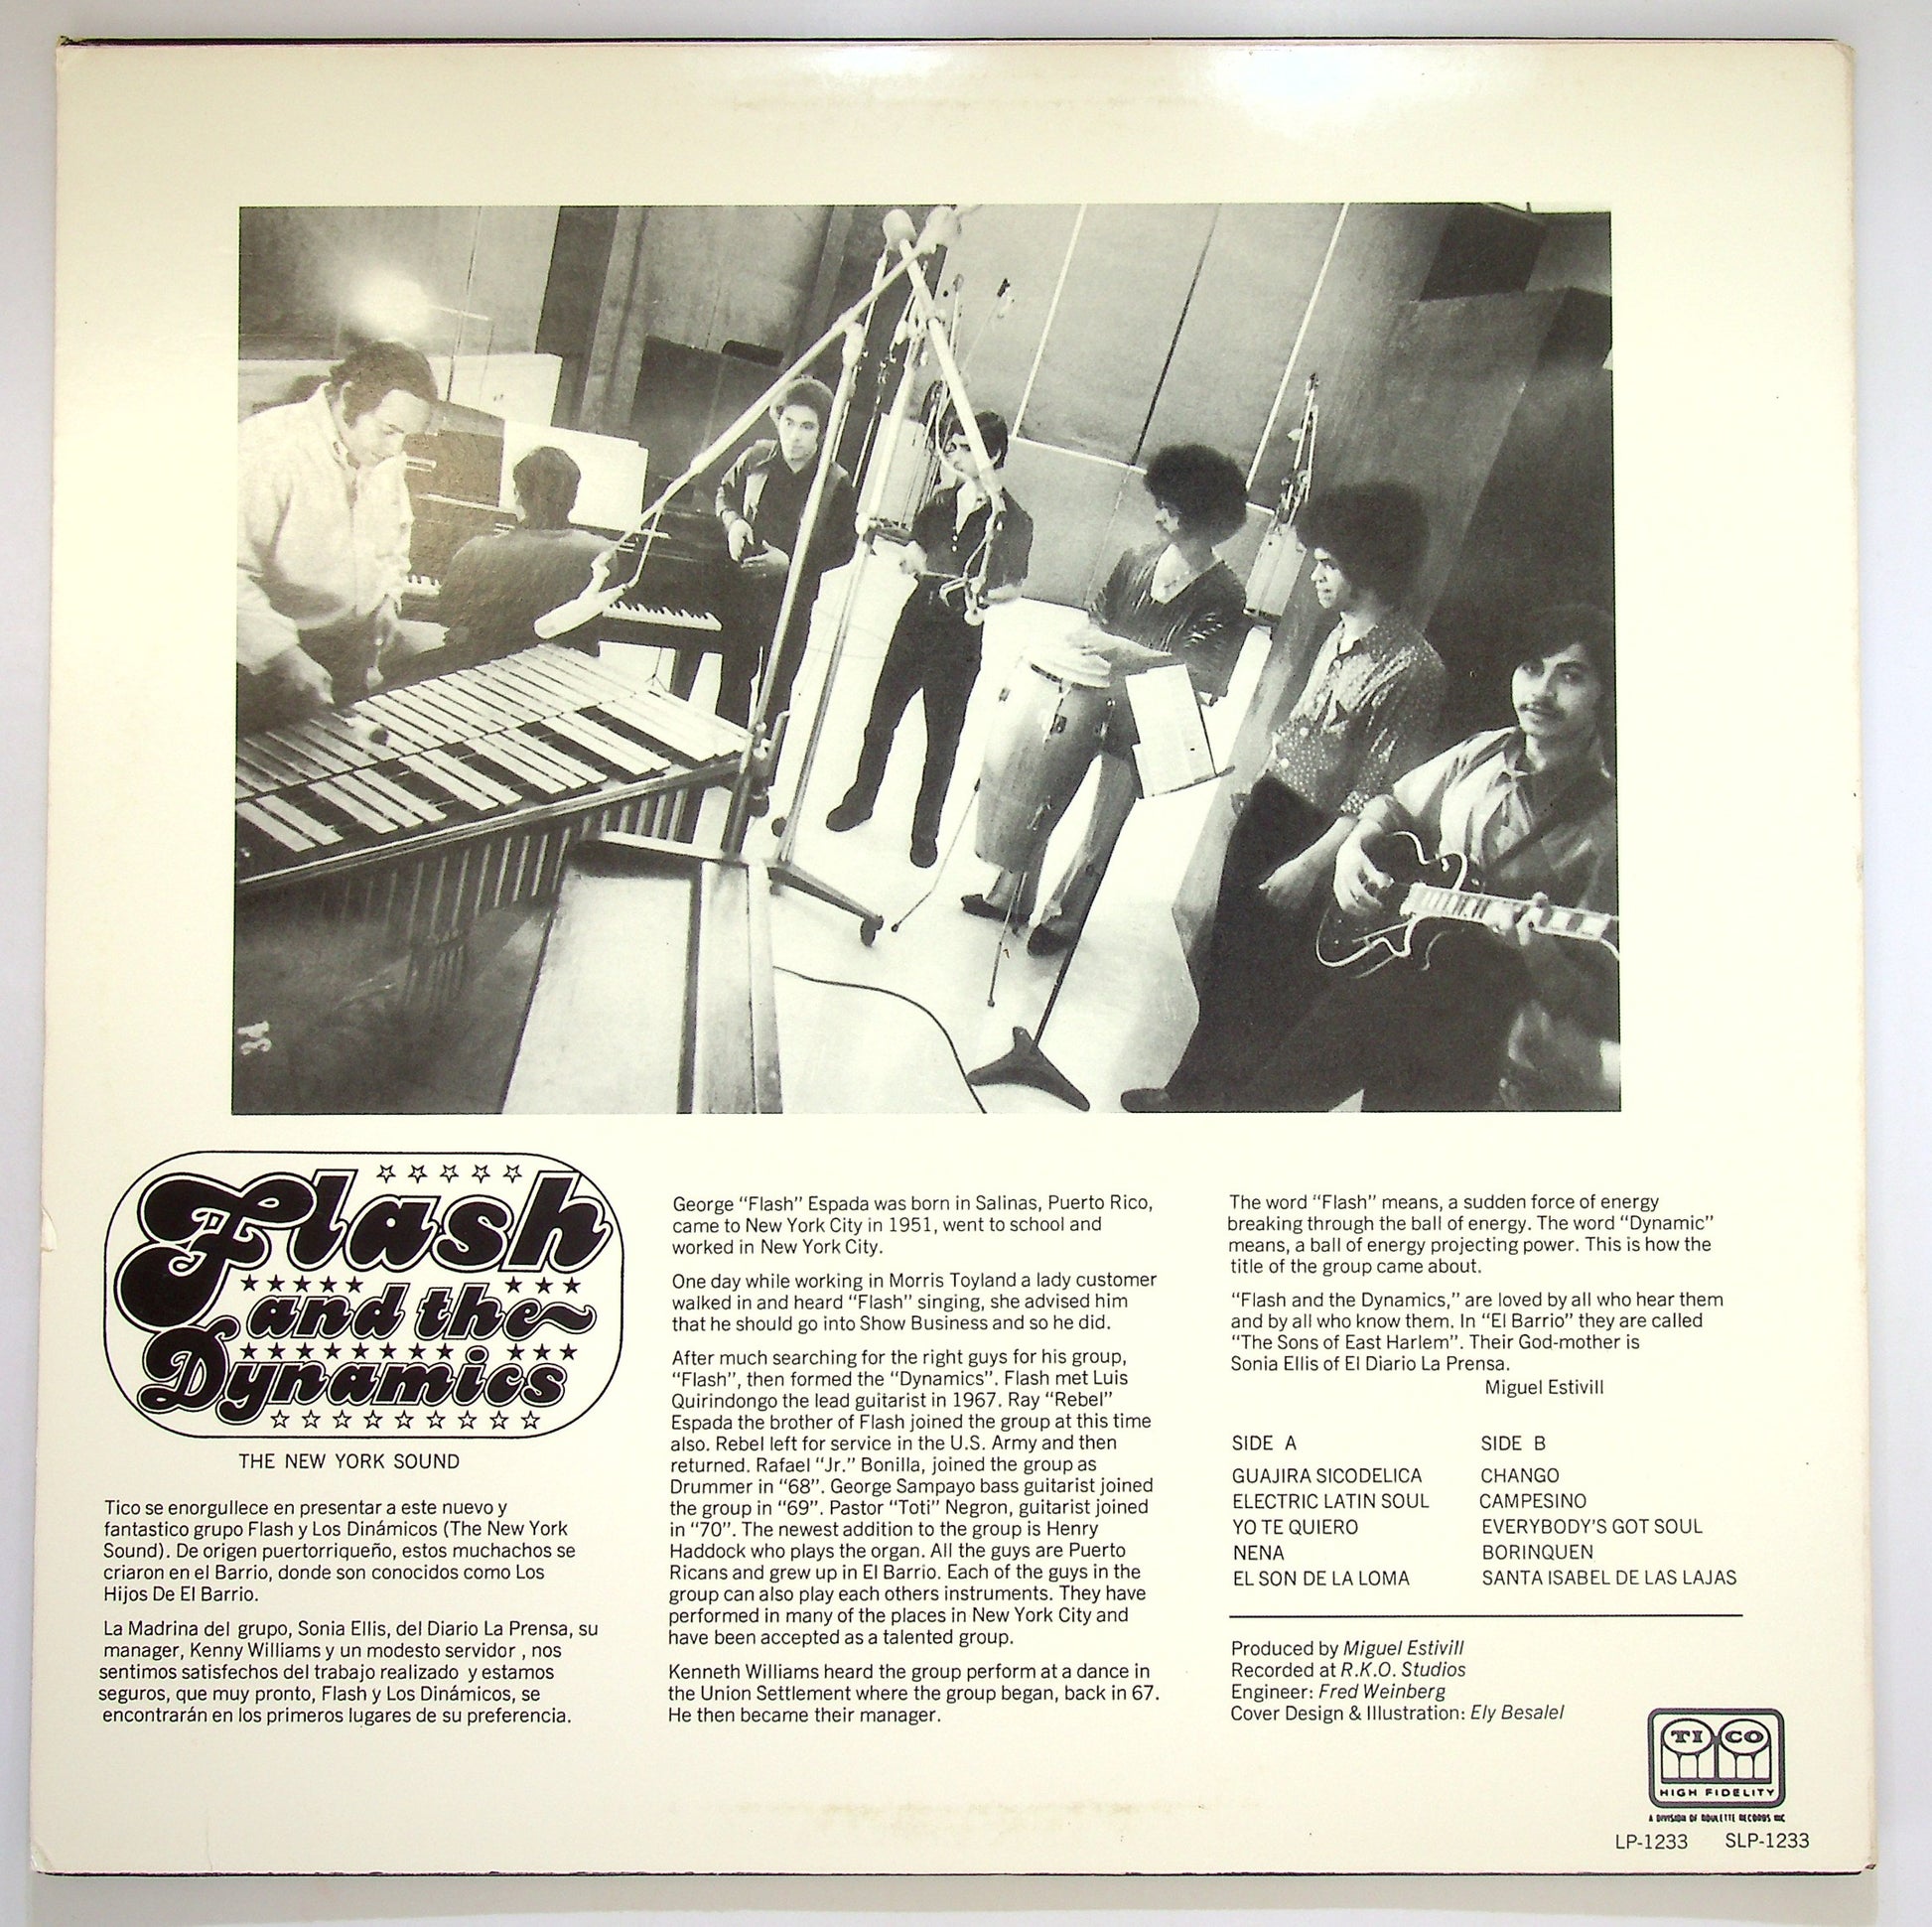 Flash
and the
Dynamics
THE NEW YORK SOUND
Tico se enorgullece en presentar a este nuevo y
fantastico grupo Flash y Los Dinámicos (The New York
Sound). De origen puertorriqueño, estos muchachos se
criaron en el Barrio, donde son conocidos como Los
Hijos De El Barrio.
La Madrina del grupo, Sonia Ellis, del Diario La Prensa, su
manager, Kenny Williams y un modesto servidor , nos
sentimos satisfechos del trabajo realizado y estamos
seguros, que muy pronto, Flash y Los Dinámicos, se
encontrarán en los primeros lugares de su preferencia.
George “Flash” Espada was born in Salinas, Puerto Rico,
came to New York City in 1951, went to school and
worked in New York City.
One day while working in Morris Toyland a lady customer
walked in and heard “Flash” singing, she advised him
that he should go into Show Business and so he did.
After much searching for the right guys for his group,
“Flash”, then formed the “Dynamics”. Flash met Luis
Quirindongo the lead guitarist in 1967. Ray “Rebel”
Espada the brother of Flash joined the group at this time
also. Rebel left for service in the U.S. Army and then
returned. Rafael “Jr.” Bonilla, joined the group as
Drummer in “68”. George Sampayo bass guitarist joined
the group in “69”. Pastor “Toti” Negron, guitarist joined
in “70”. The newest addition to the group is Henry
Haddock who plays the organ. All the guys are Puerto
Ricans and grew up in El Barrio. Each of the guys in the
group can also play each others instruments. They have
performed in many of the places in New York City and
have been accepted as a talented group.
Kenneth Williams heard the group perform at a dance in
the Union Settlement where the group began, back in 67.
He then became their manager.
The word “Flash” means, a sudden force of energy
breaking through the ball of energy. The word “Dynamic”
means, a ball of energy projecting power. This is how the
title of the group came about.
“Flash and the Dynamics,” are loved by all who hear them
and by all who know them. In “El Barrio” they are called
“The Sons of East Harlem”. Their God-mother is
Sonia Ellis of El Diario La Prensa.
Miguel Estivill
SIDE A
GUAJIRA SICODELICA
ELECTRIC LATIN SOUL
YO TE QUIERO
NENA
EL SON DE LA LOMA
SIDE B
CHANGO
CAMPESINO
EVERYBODY’S GOT SOUL
BORINQUEN
SANTA ISABEL DE LAS LAJAS
Produced by Miguel Estivill
Recorded at R.K.O. Studios
Engineer: Fred Weinberg
Cover Design & Illustration: Ely Besalel
TICO
HIGH FIDELITY
A DIVISION OF ROULETTE RECORDS INC
LP-1233 SLP-1233